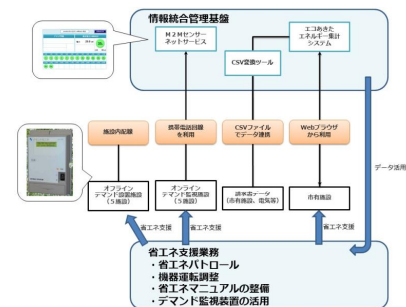 情報統合管理基盤
M2Mセンサー
ネットサービス
エコあきた
エネルギー集計
システム
CSV変換ツール
施設内記録
携帯電話回線
を利用
CSVファイル
でデータ連携
Webブラウザ
から利用
データ活用
オフライン
デマンド設置施設
（5施設）
オンライン
デマンド監視施設
（5施設）
請求書データ
（市有施設、電気等）
市有施設
省エネ支援
省エネ支援
省エネ支援
省エネ支援業務
・省エネパトロール
・機器運転調整
・省エネマニュアルの整備
・デマンド監視装置の活用